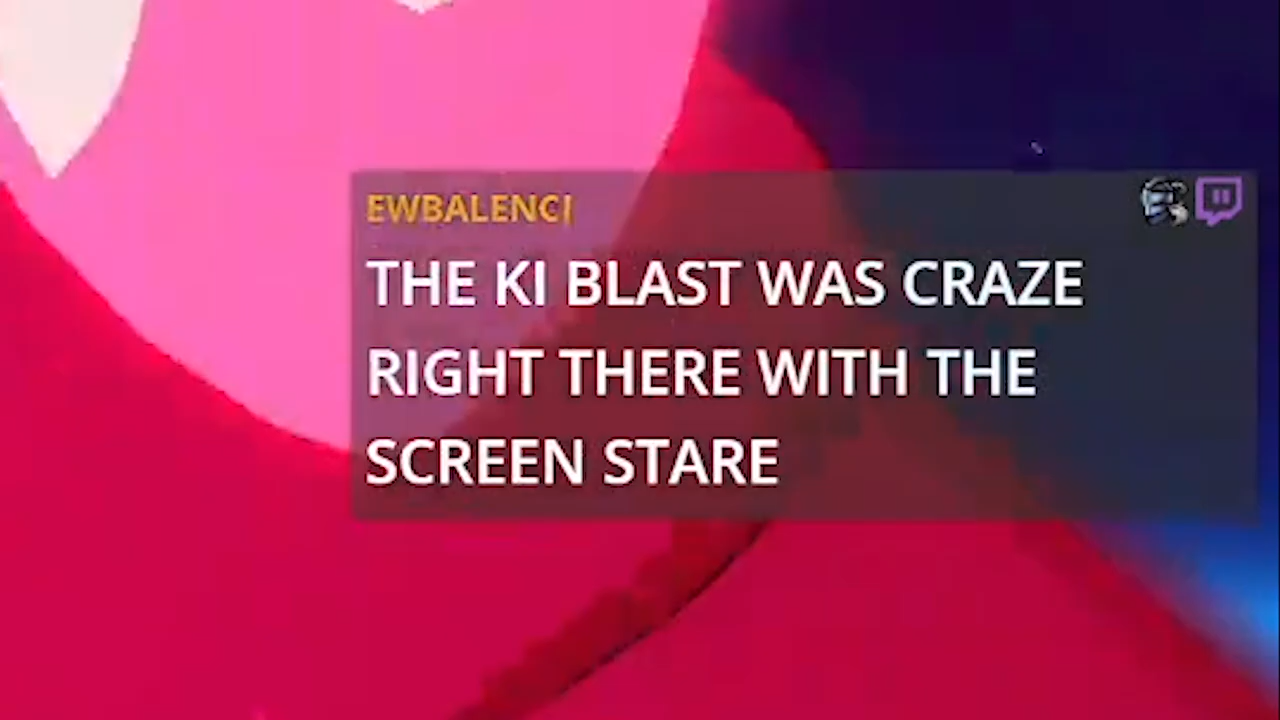 EWBALENCI
THE KI BLAST WAS CRAZE
RIGHT THERE WITH THE
SCREEN STARE